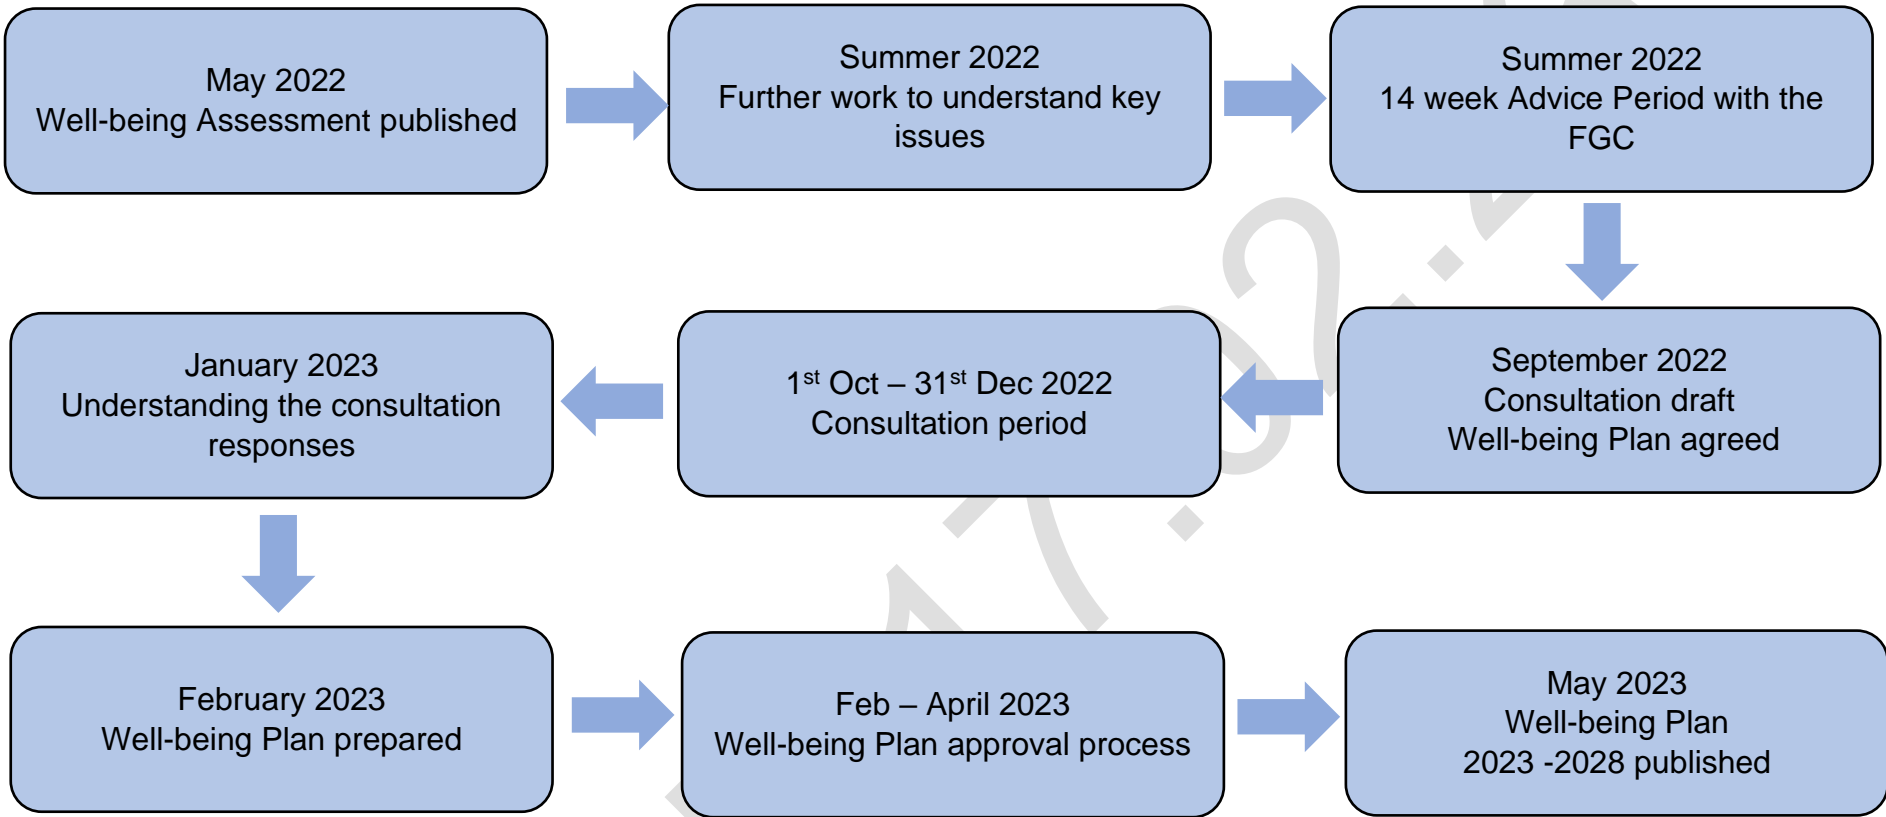 May 2022
Well-being Assessment published
Summer 2022
Further work to understand key
issues
Summer 2022
14 week Advice Period with the
FGC
September 2022
Consultation draft
Well-being Plan agreed
1st Oct – 31st Dec 2022
Consultation period
January 2023
Understanding the consultation
responses
February 2023
Well-being Plan prepared
Feb – April 2023
Well-being Plan approval process
May 2023
Well-being Plan
2023 -2028 published